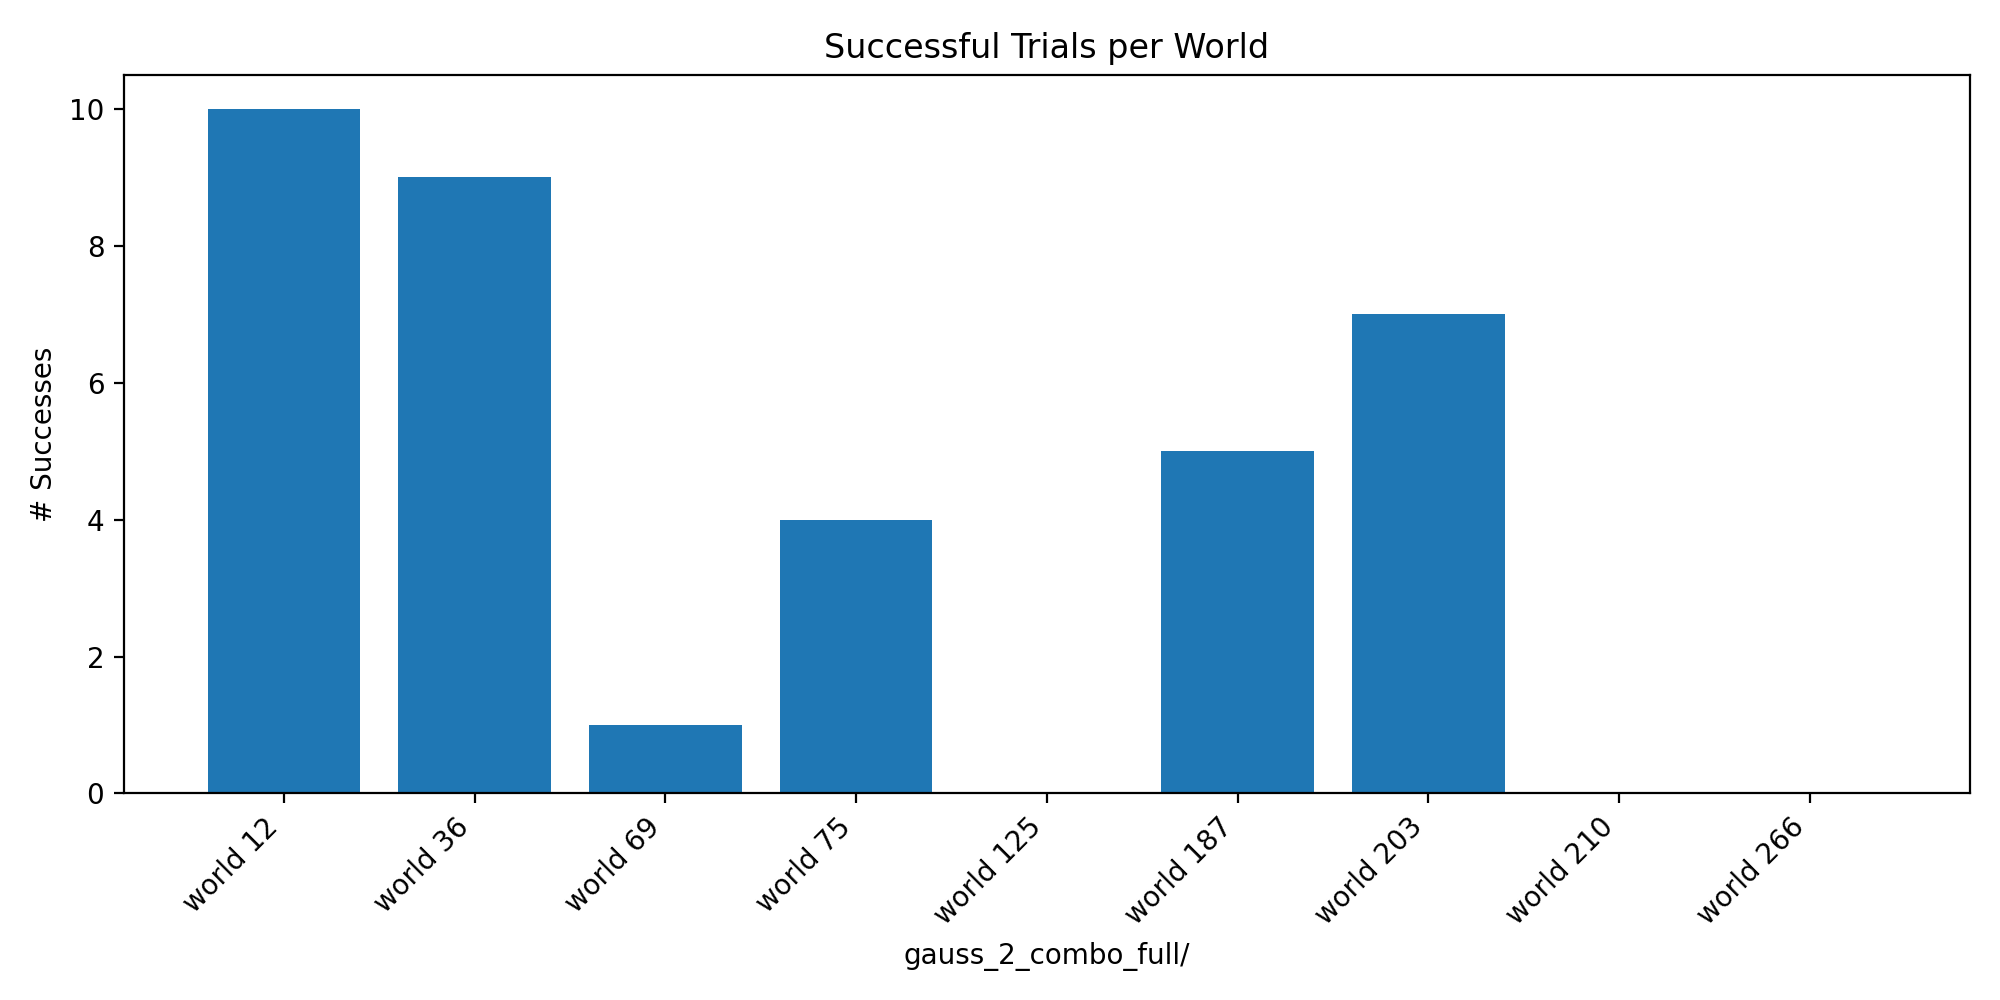 Successful Trials per World
# Successes
10
8
6
4
2
0
world 12
world 36
world 69
world 75
world 125
world 187
world 203
world 210
world 266
gauss_2_combo_full/